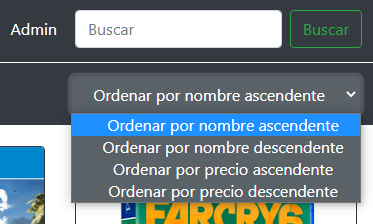 Admin
Buscar
Buscar
Ordenar por nombre ascendente
Ordenar por nombre ascendente
Ordenar por nombre descendente
Ordenar por precio ascendente
Ordenar por precio descendente
FARCRY6